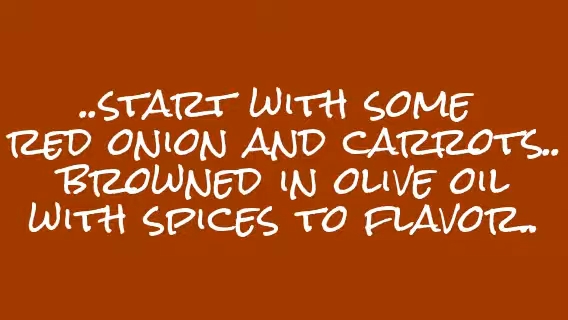 ..START WITH SOME
RED ONION AND CARROTS..
BROWNED IN OLIVE OIL
WITH SPICES TO FLAVOR..